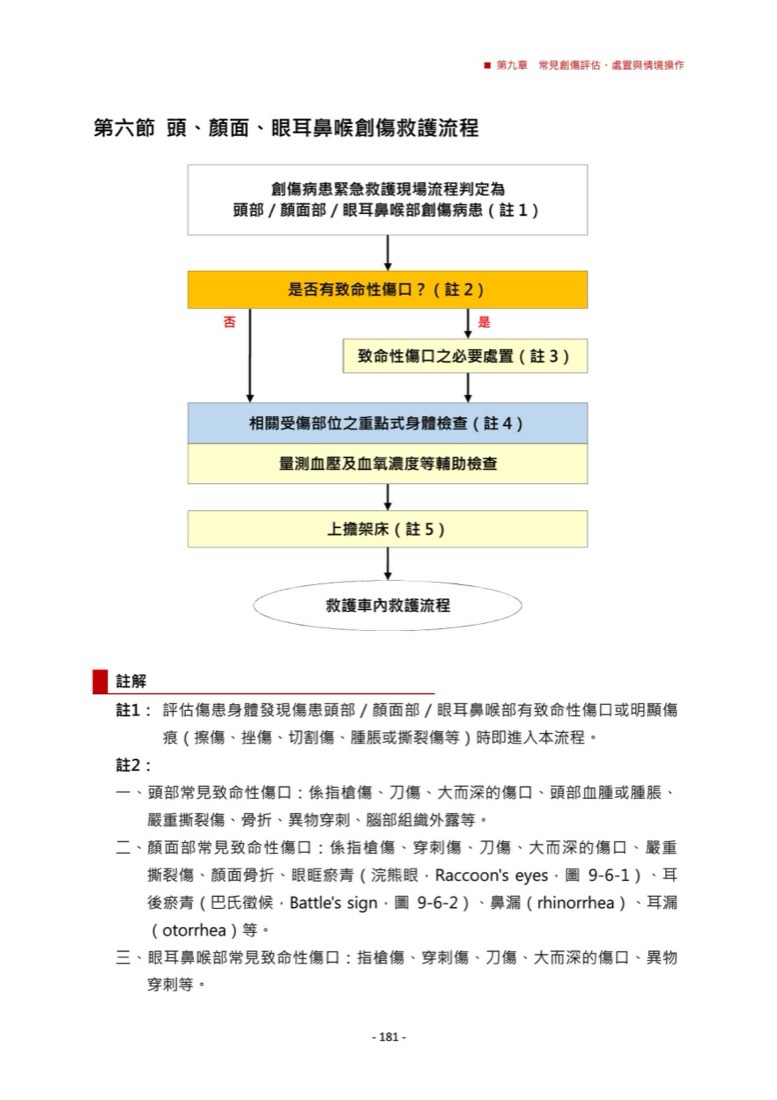 ■ 第九章　常見創傷評估、處置與情境操作
第六節 頭、顏面、眼耳鼻喉創傷救護流程
創傷病患緊急救護現場流程判定為
頭部／顏面部／眼耳鼻喉部創傷病患（註 1）
是否有致命性傷口？（註 2）
否
是
致命性傷口之必要處置（註 3）
相關受傷部位之重點式身體檢查（註 4）
量測血壓及血氧濃度等輔助檢查
上擔架床（註 5）
救護車內救護流程
註解
註1： 評估傷患身體發現傷患頭部／顏面部／眼耳鼻喉部有致命性傷口或明顯傷
痕（擦傷、挫傷、切割傷、腫脹或撕裂傷等）時即進入本流程。
註2：
一、頭部常見致命性傷口：係指槍傷、刀傷、大而深的傷口、頭部血腫或腫脹、
嚴重撕裂傷、骨折、異物穿刺、腦部組織外露等。
二、顏面部常見致命性傷口：係指槍傷、穿刺傷、刀傷、大而深的傷口、嚴重
撕裂傷、顏面骨折、眼眶瘀青（浣熊眼，Raccoon's eyes，圖 9-6-1）、耳
後瘀青（巴氏徵候，Battle's sign，圖 9-6-2）、鼻漏（rhinorrhea）、耳漏
（otorrhea）等。
三、眼耳鼻喉部常見致命性傷口：指槍傷、穿刺傷、刀傷、大而深的傷口、異物
穿刺等。
- 181 -